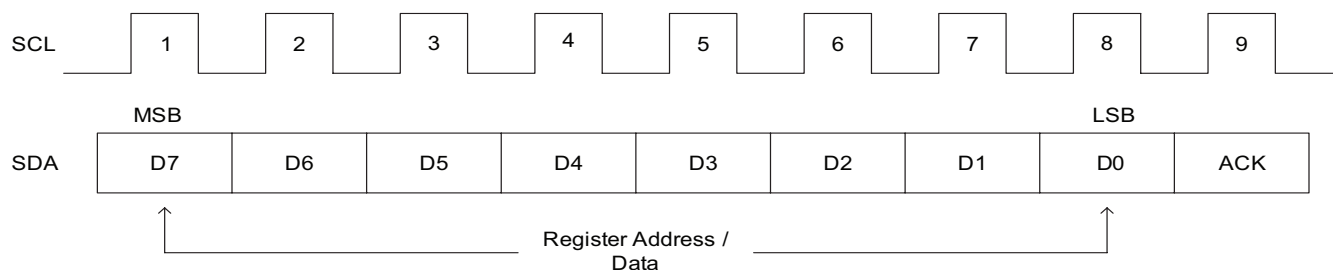 SCL 1 2 3 4 5 6 7 8 9
MSB LSB
SDA D7 D6 D5 D4 D3 D2 D1 D0 ACK
Register Address /
Data